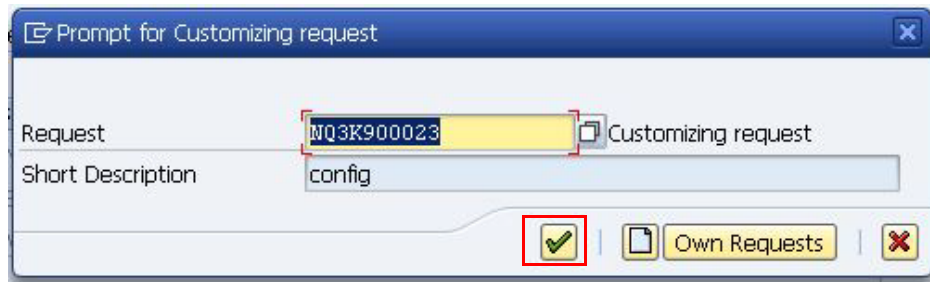 Prompt for Customizing request
Request NQ3K900023 Customizing request
Short Description config
Own Requests